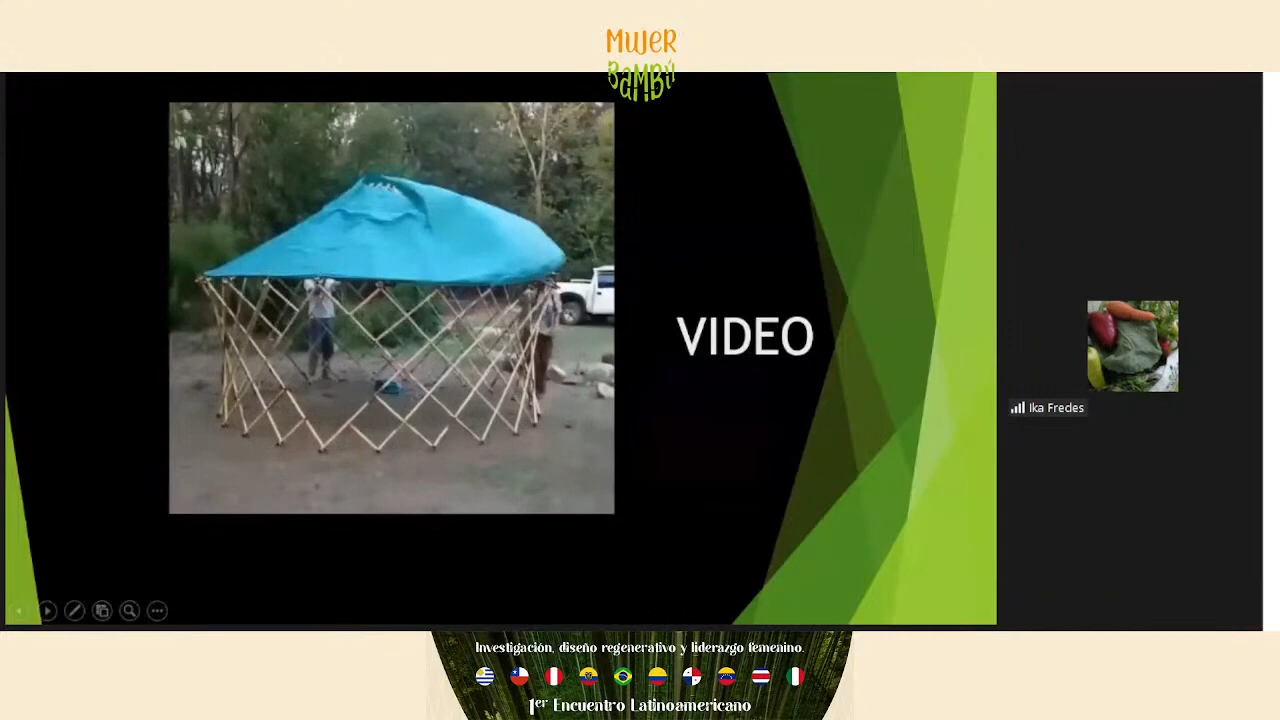 MUJER
BAMBÚ
VIDEO
Ika Fredes
Investigación, diseño regenerativo y liderazgo femenino.
1er Encuentro Latinoamericano